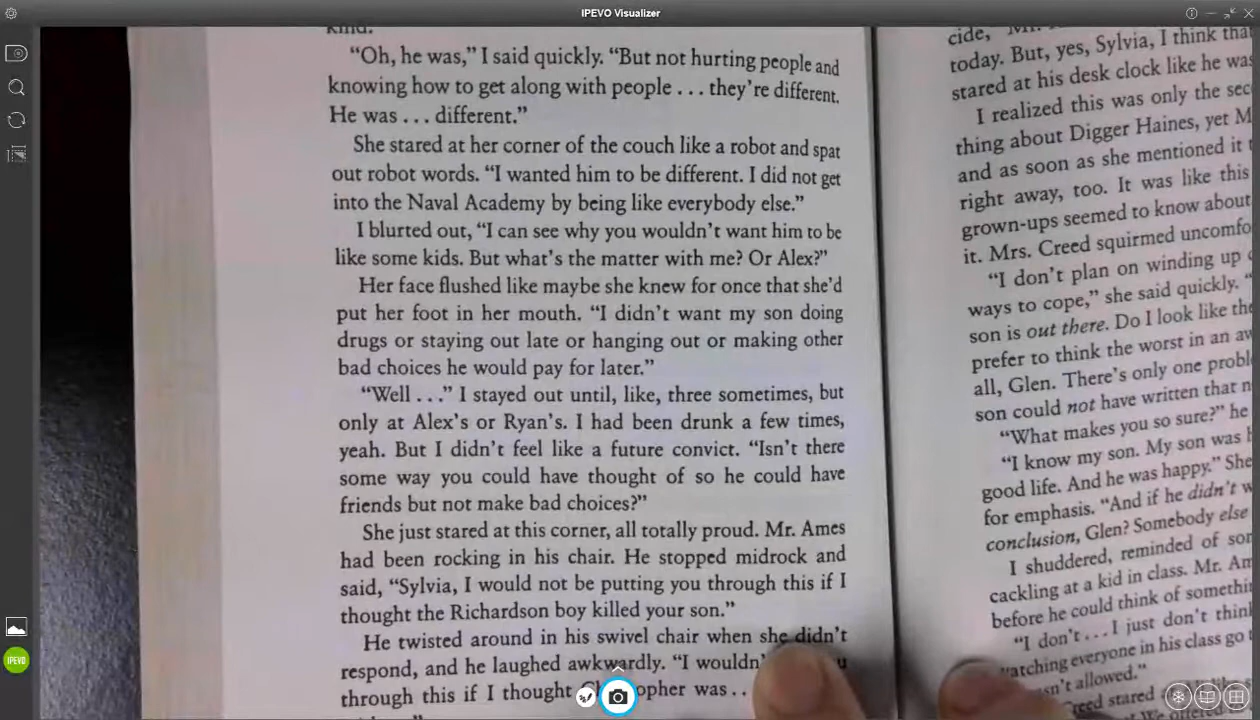 IPEVO Visualizer
kind.
"Oh, he was," I said quickly. "But not hurting people and
knowing how to get along with people . . . they're different.
He was . . . different."
She stared at her corner of the couch like a robot and spat
out robot words. "I wanted him to be different. I did not get
into the Naval Academy by being like everybody else."
I blurted out, "I can see why you wouldn't want him to be
like some kids. But what's the matter with me? Or Alex?"
Her face flushed like maybe she knew for once that she'd
put her foot in her mouth. "I didn't want my son doing
drugs or staying out late or hanging out or making other
bad choices he would pay for later."
"Well . . ." I stayed out until, like, three sometimes, but
only at Alex's or Ryan's. I had been drunk a few times,
yeah. But I didn't feel like a future convict. "Isn't there
some way you could have thought of so he could have
friends but not make bad choices?"
She just stared at this corner, all totally proud. Mr. Ames
had been rocking in his chair. He stopped midrock and
said, "Sylvia, I would not be putting you through this if I
thought the Richardson boy killed your son."
He twisted around in his swivel chair when she didn't
respond, and he laughed awkwardly. "I
through this if I thought was . .
cide,"
today. But, yes, Sylvia, I think that
stared at his desk clock like he was
I realized this was only the
thing about Digger Haines, yet
and as soon as she mentioned it
right away, too. It was like this
grown-ups seemed to know about
it. Mrs. Creed squirmed
"I don't plan on winding up
ways to cope," she said quickly. "
son is out there. Do I look like
prefer to think the worst in an
all, Glen. There's only one
son could not have written that
"What makes you so sure?" he
"I know my son. My son was
good life. And he was happy." She
for emphasis. "And if he didn't
conclusion, Glen? Somebody else
I shuddered, reminded of
cackling at a kid in class. Mr.
before he could think of
"I don't . . . I just don't
watching everyone in his class go
allowed."
stared
IPEVO